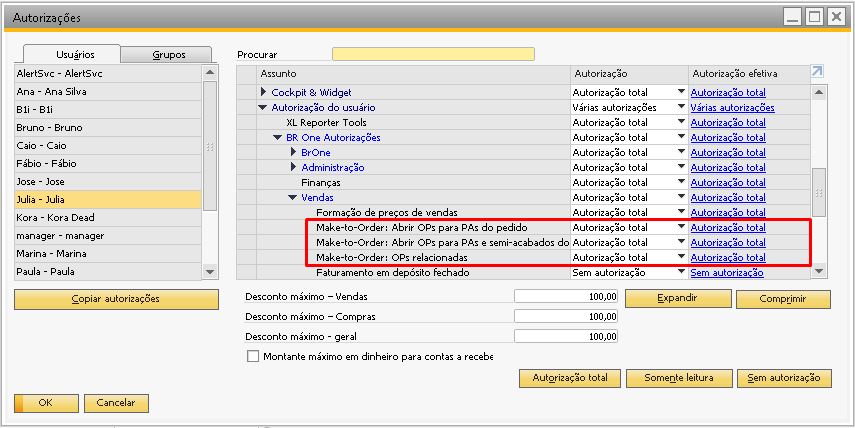 Autorizações
Usuários Grupos
AlertSvc - AlertSvc
Ana - Ana Silva
B1i - B1i
Bruno - Bruno
Caio - Caio
Fábio - Fábio
Jose - Jose
Julia - Julia
Kora - Kora Dead
manager - manager
Marina - Marina
Paula - Paula
Copiar autorizações
Procurar
Assunto Autorização Autorização efetiva
Cockpit & Widget Autorização total Autorização total
Autorização do usuário Várias autorizações Várias autorizações
XL Reporter Tools Autorização total Autorização total
BR One Autorizações Autorização total Autorização total
BrOne Autorização total Autorização total
Administração Autorização total Autorização total
Finanças Autorização total Autorização total
Vendas Autorização total Autorização total
Formação de preços de vendas Autorização total Autorização total
Make-to-Order: Abrir OPs para PAs do pedido Autorização total Autorização total
Make-to-Order: Abrir OPs para PAs e semi-acabados do Autorização total Autorização total
Make-to-Order: OPs relacionadas Autorização total Autorização total
Faturamento em depósito fechado Sem autorização Sem autorização
Desconto máximo – Vendas 100,00 Expandir Comprimir
Desconto máximo – Compras 100,00
Desconto máximo - geral 100,00
Montante máximo em dinheiro para contas a recebe
Autorização total Somente leitura Sem autorização
OK Cancelar